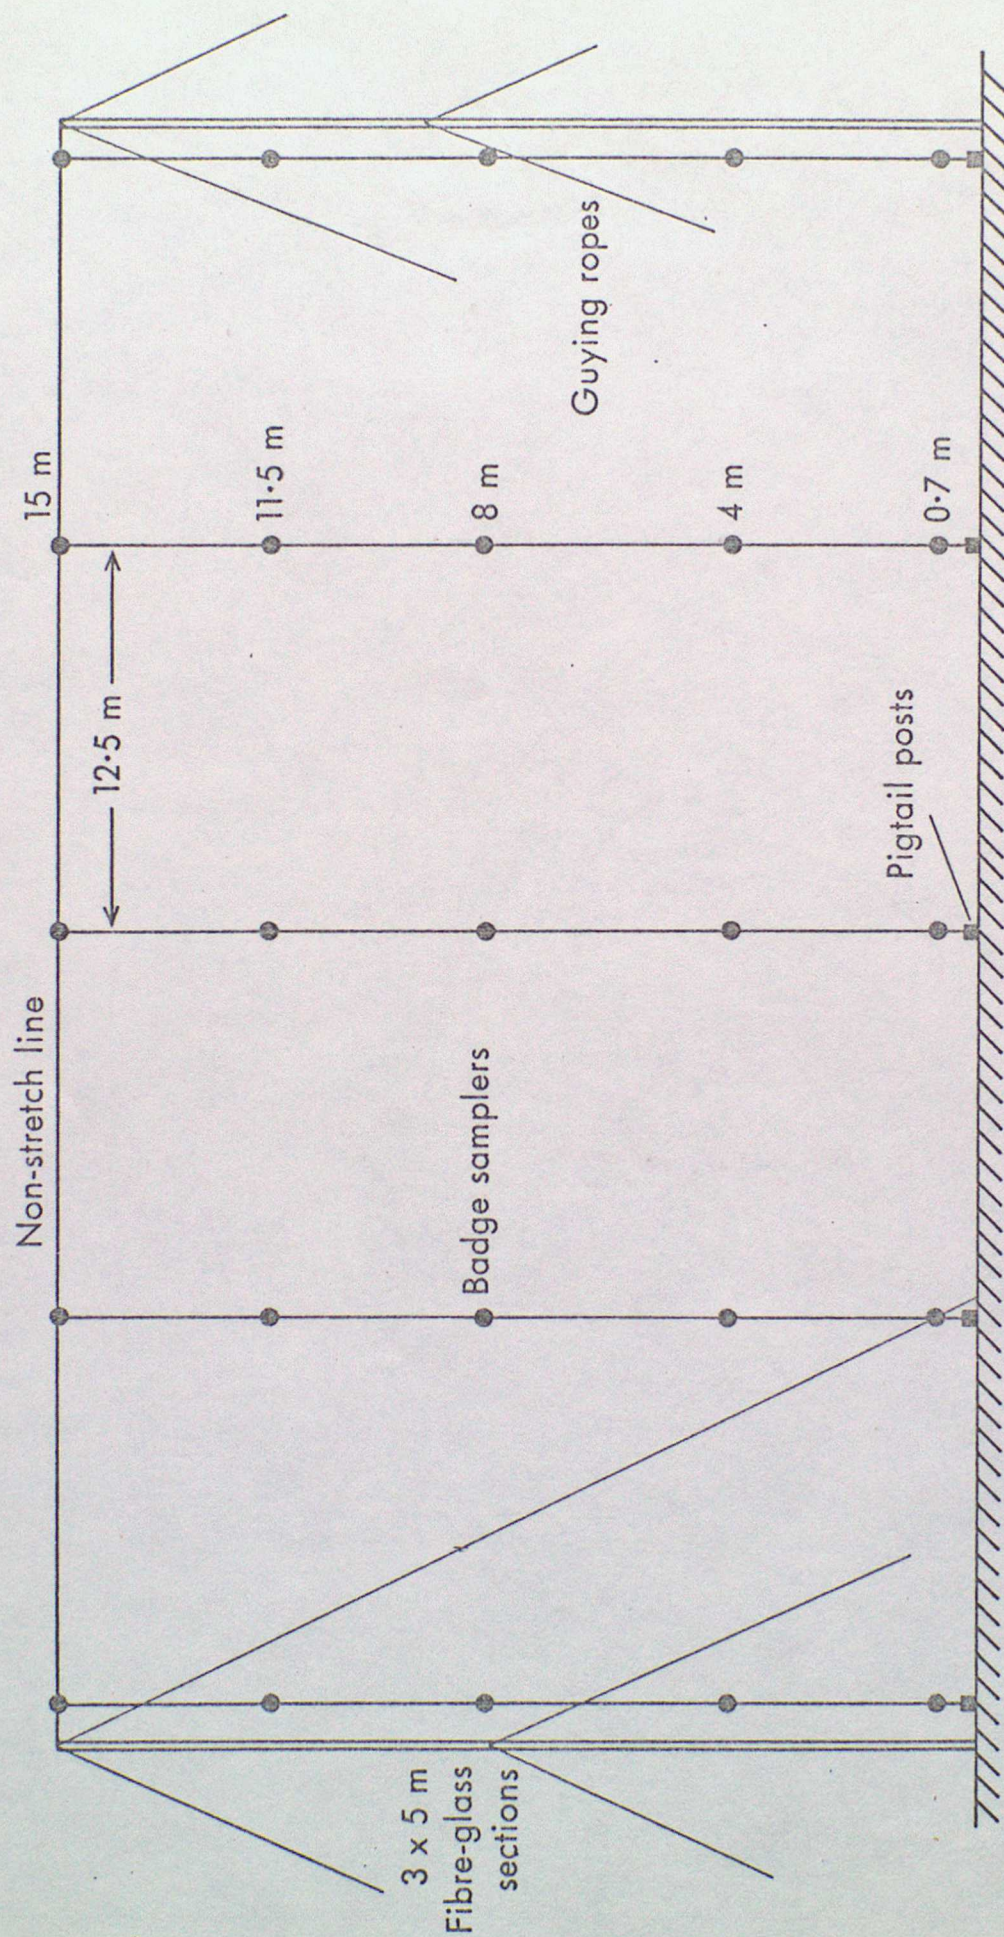 Non-stretch line
15 m
12·5 m
11·5 m
Badge samplers
8 m
3 x 5 m
Fibre-glass
sections
Guying ropes
4 m
Pigtail posts
0·7 m